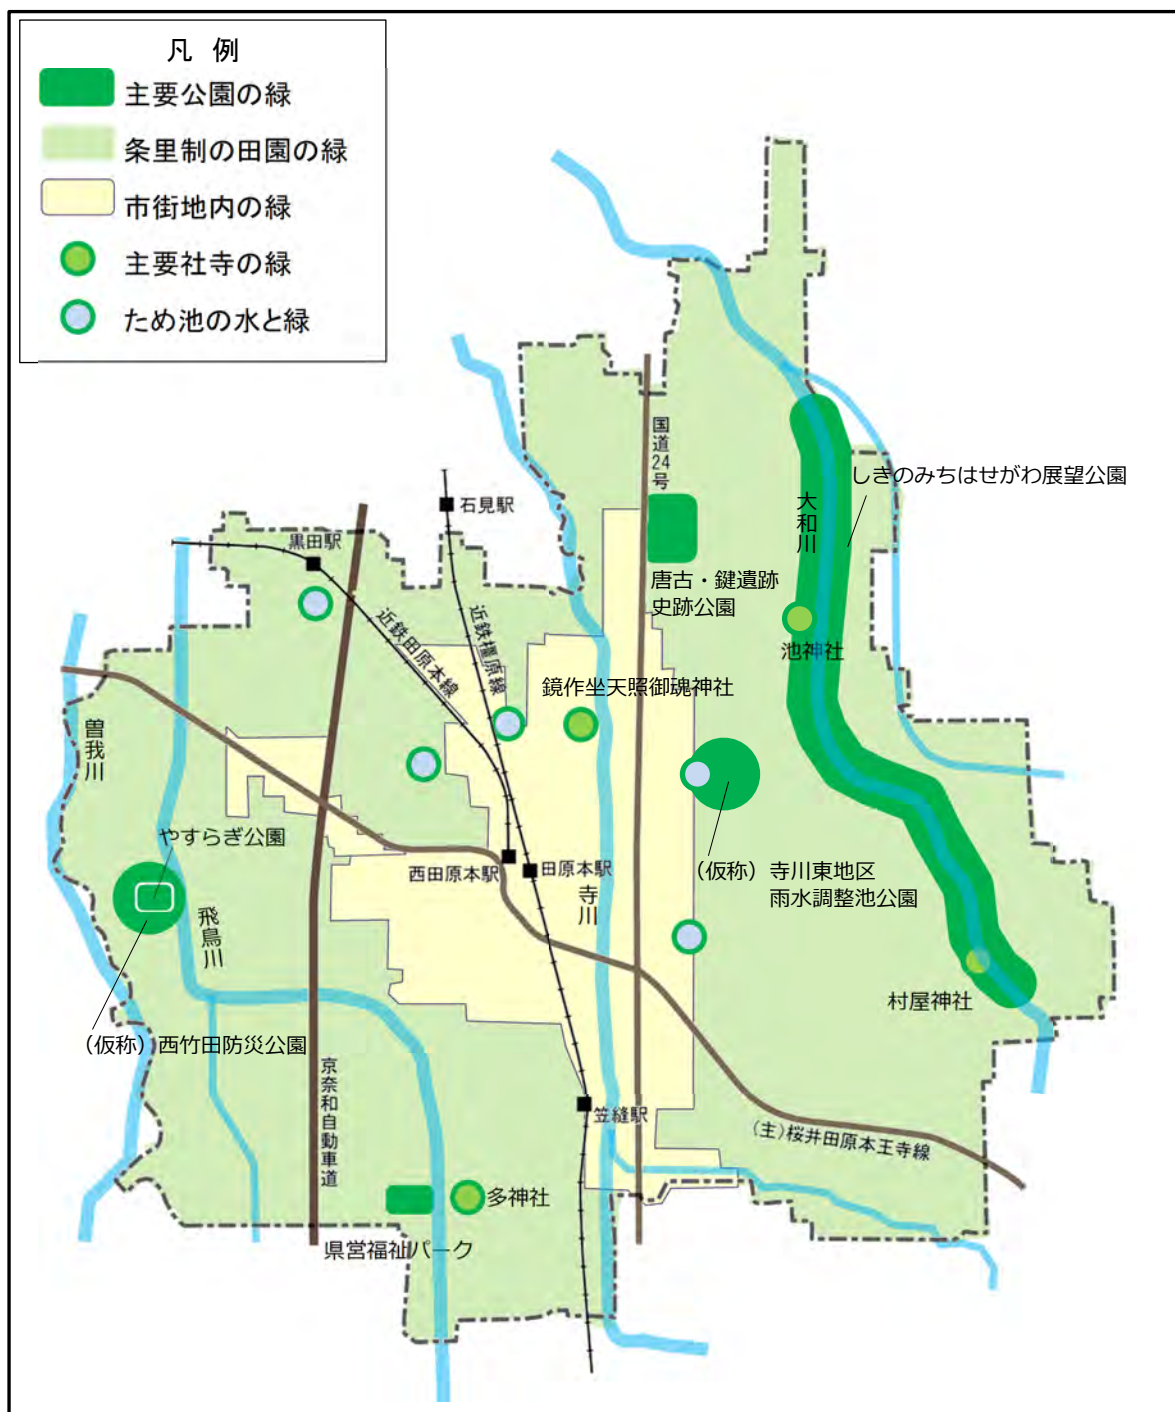 凡 例
主要公園の緑
条里制の田園の緑
市街地内の緑
主要社寺の緑
ため池の水と緑
国道24号
大和川
しきのみちはせがわ展望公園
石見駅
黒田駅
唐古・鍵遺跡
史跡公園
近鉄田原本線
近鉄橿原線
池神社
鏡作坐天照御魂神社
曽我川
やすらぎ公園
西田原本駅
田原本駅
寺川
(仮称)寺川東地区
雨水調整池公園
飛鳥川
村屋神社
(仮称)西竹田防災公園
京奈和自動車道
笠縫駅
(主)桜井田原本王寺線
多神社
県営福祉パーク